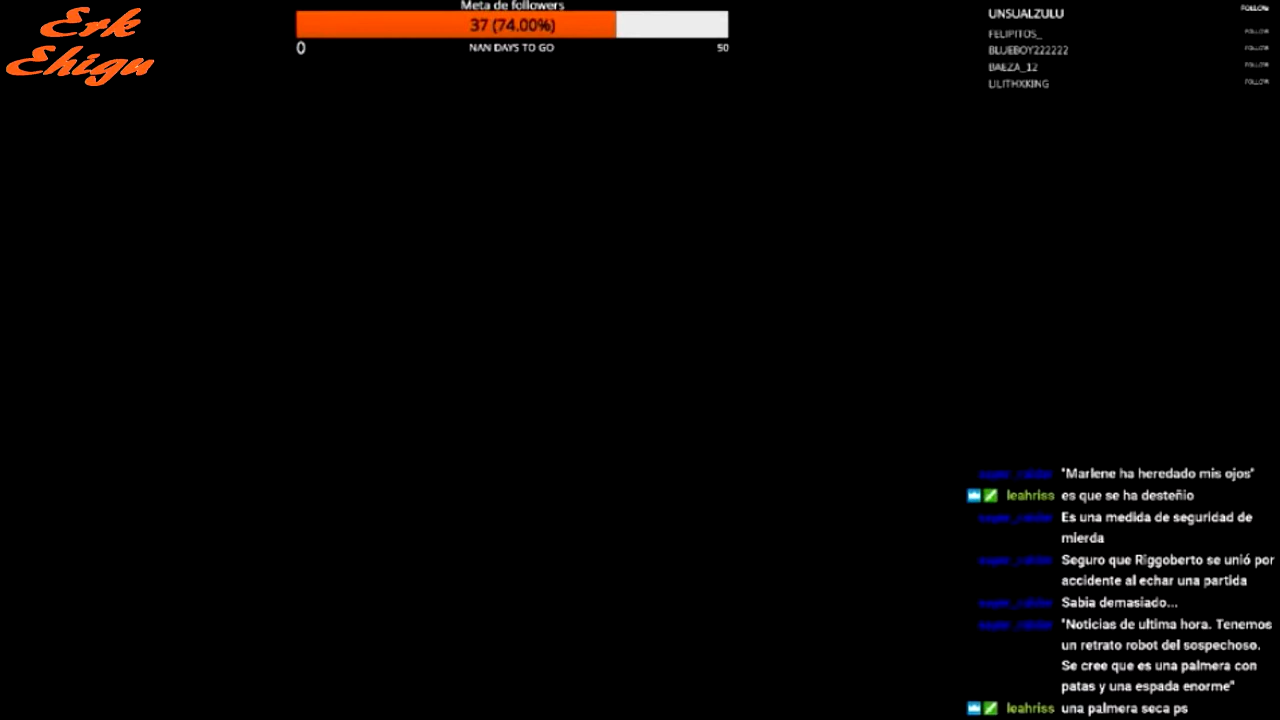 Erk
Ehigu
Meta de followers
37 (74.00%)
0
NAN DAYS TO GO
50
UNSUALZULU
FOLLOW
FELIPITOS_
FOLLOW
BLUEBOY222222
FOLLOW
BAEZA_12
FOLLOW
LILITHXKING
FOLLOW
"Marlene ha heredado mis ojos"
leahriss es que se ha desteñio
Es una medida de seguridad de
mierda
Seguro que Riggoberto se unió por
accidente al echar una partida
Sabia demasiado...
"Noticias de ultima hora. Tenemos
un retrato robot del sospechoso.
Se cree que es una palmera con
patas y una espada enorme"
leahriss una palmera seca ps